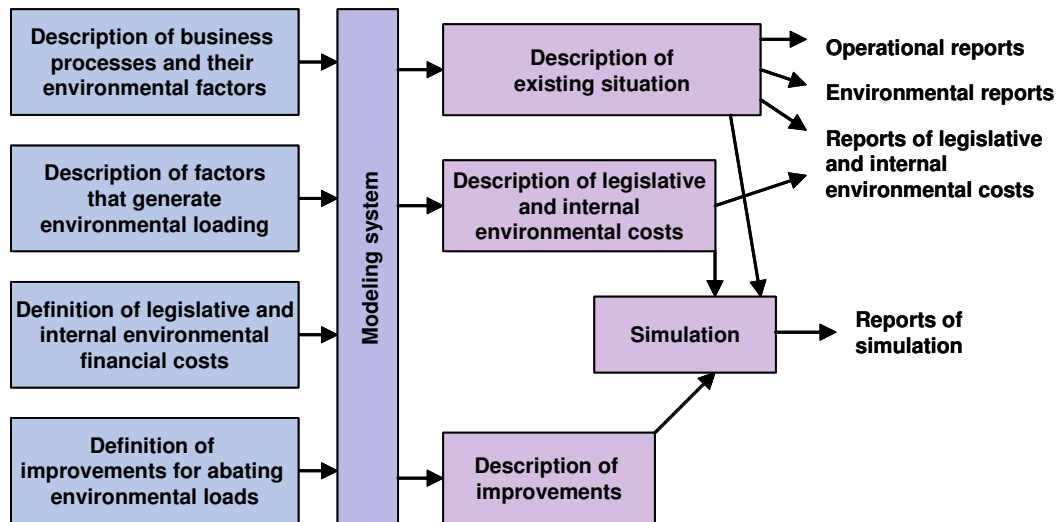 Description of business
processes and their
environmental factors
Description of factors
that generate
environmental loading
Definition of legislative and
internal environmental
financial costs
Definition of
improvements for abating
environmental loads
Modeling system
Description of
existing situation
Description of legislative
and internal
environmental costs
Simulation
Description of
improvements
Operational reports
Environmental reports
Reports of legislative
and internal
environmental costs
Reports of
simulation